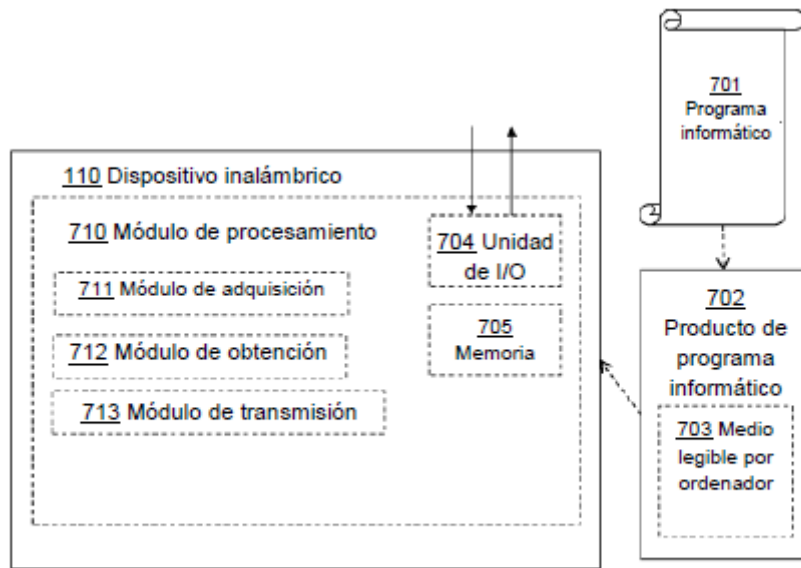 701
Programa
informático
110 Dispositivo inalámbrico
710 Módulo de procesamiento
704 Unidad
de I/O
711 Módulo de adquisición
705
Memoria
712 Módulo de obtención
713 Módulo de transmisión
702
Producto de
programa
informático
703 Medio
legible por
ordenador